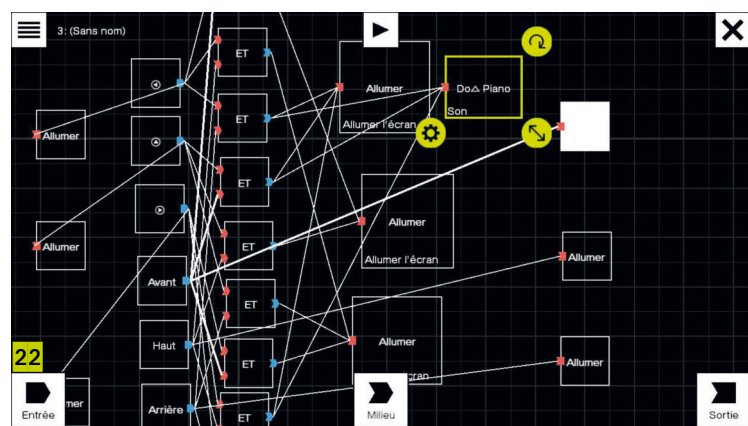 3: (Sans nom)
ET
Allumer
Allumer l'écran
Do△ Piano
Son
ET
Allumer
ET
Allumer
Allumer l'écran
Allumer
ET
Allumer
Avant
ET
Haut
Allumer
ET
Allumer
22
Arrière
ET
Entrée
Milieu
Sortie